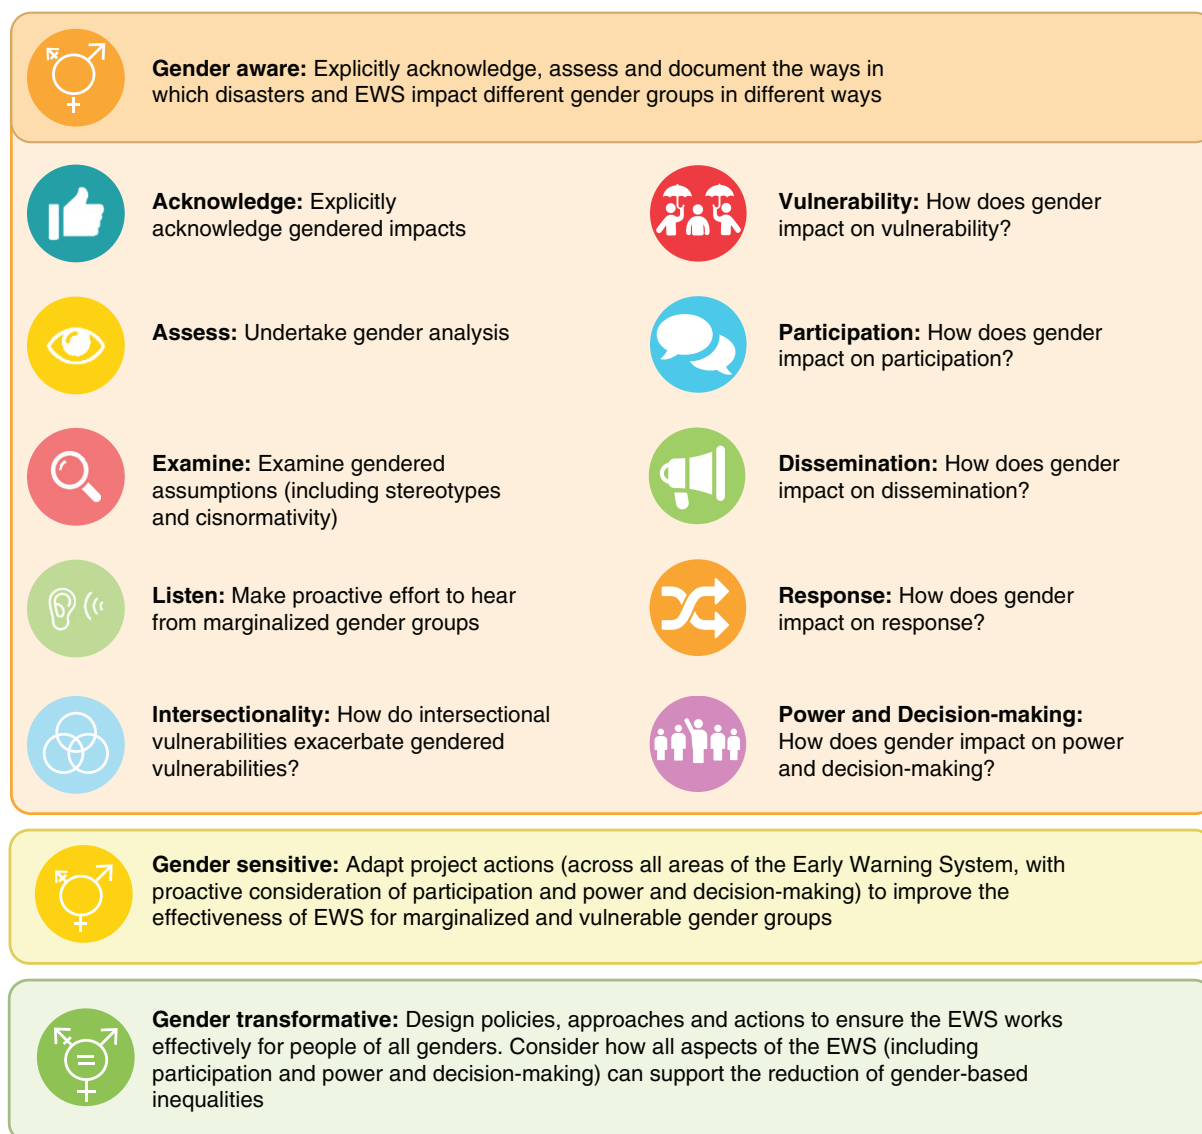 Gender aware: Explicitly acknowledge, assess and document the ways in
which disasters and EWS impact different gender groups in different ways
Acknowledge: Explicitly
acknowledge gendered impacts
Assess: Undertake gender analysis
Examine: Examine gendered
assumptions (including stereotypes
and cisnormativity)
Listen: Make proactive effort to hear
from marginalized gender groups
Intersectionality: How do intersectional
vulnerabilities exacerbate gendered
vulnerabilities?
Vulnerability: How does gender
impact on vulnerability?
Participation: How does gender
impact on participation?
Dissemination: How does gender
impact on dissemination?
Response: How does gender
impact on response?
Power and Decision-making:
How does gender impact on power
and decision-making?
Gender sensitive: Adapt project actions (across all areas of the Early Warning System, with
proactive consideration of participation and power and decision-making) to improve the
effectiveness of EWS for marginalized and vulnerable gender groups
Gender transformative: Design policies, approaches and actions to ensure the EWS works
effectively for people of all genders. Consider how all aspects of the EWS (including
participation and power and decision-making) can support the reduction of gender-based
inequalities